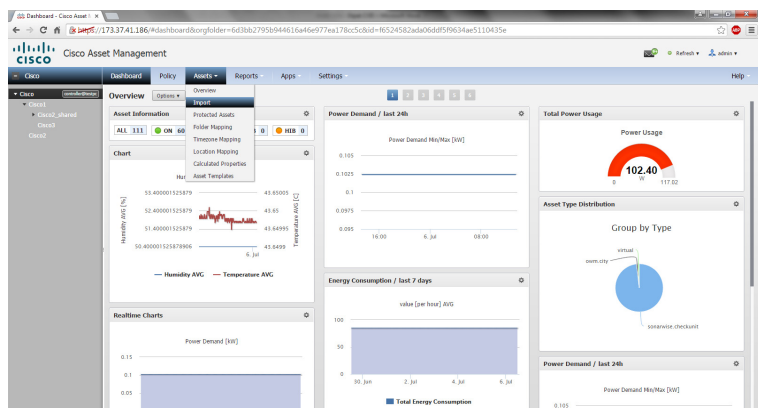 Dashboard - Cisco Asset M
https://173.37.41.186/#dashboard&orgfolder=6d3bb2795b944616a46e977ea178cc5c&id=f6524582ada06ddf5f9634ae5110435e
CISCO Cisco Asset Management
Refresh admin
Cisco Dashboard Policy Assets Reports Apps Settings Help
Cisco
Cisco1
Cisco2_shared
Cisco3
Cisco2
Overview Options
1 2 3 4 5 6
Overview
Import
Protected Assets
Folder Mapping
Timezone Mapping
Location Mapping
Calculated Properties
Asset Templates
Asset Information
ALL 111 ON 60 0 HIB 0
Chart
Hu
53.400001525879
52.400001525879
51.400001525879
50.400001525878906
Humidity AVG [%]
43.65005
43.65
43.64995
43.6499
Temperature AVG [C]
6. Jul
Humidity AVG Temperature AVG
Realtime Charts
Power Demand [kW]
0.15
0.1
0.05
Power Demand / last 24h
Power Demand Min/Max [kW]
0.105
0.1025
0.1
0.0975
0.095
16:00 6. Jul 08:00
Energy Consumption / last 7 days
value [per hour] AVG
100
50
0
30. Jun 2. Jul 4. Jul 6. Jul
Total Energy Consumption
Total Power Usage
Power Usage
102.40
W
0 117.02
Asset Type Distribution
Group by Type
virtual
owm.city
sonarwise.checkunit
Power Demand / last 24h
Power Demand Min/Max [kW]
0.105